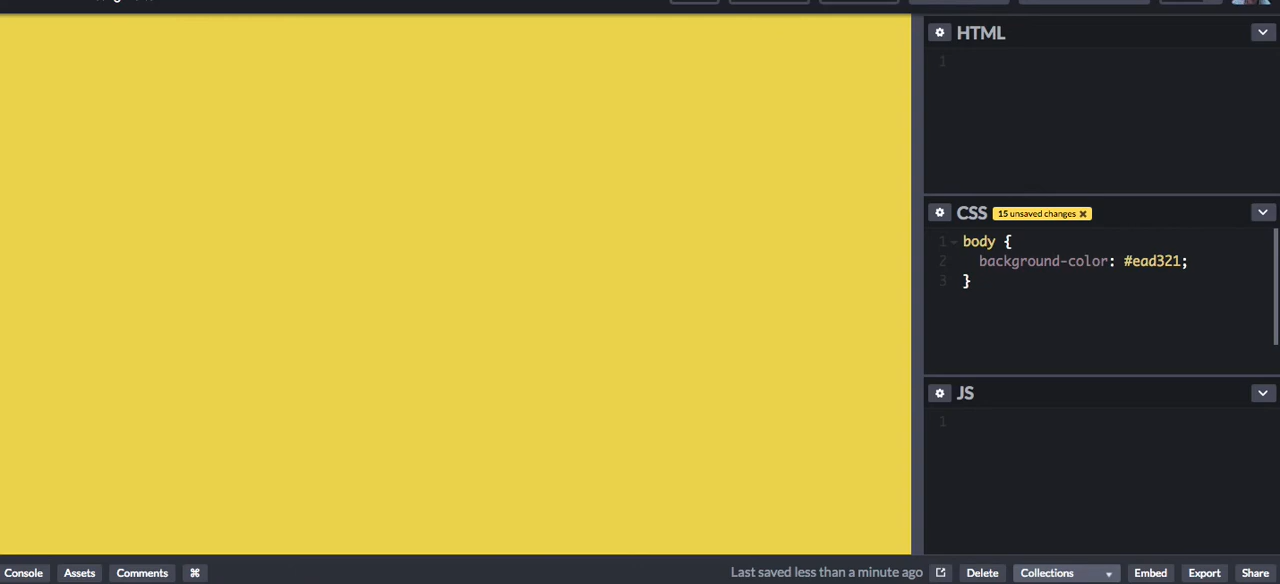 HTML
1
CSS 15 unsaved changes ×
1 body {
2 background-color: #ead321;
3 }
JS
1
Console Assets Comments ⌘ Last saved less than a minute ago Delete Collections Embed Export Share